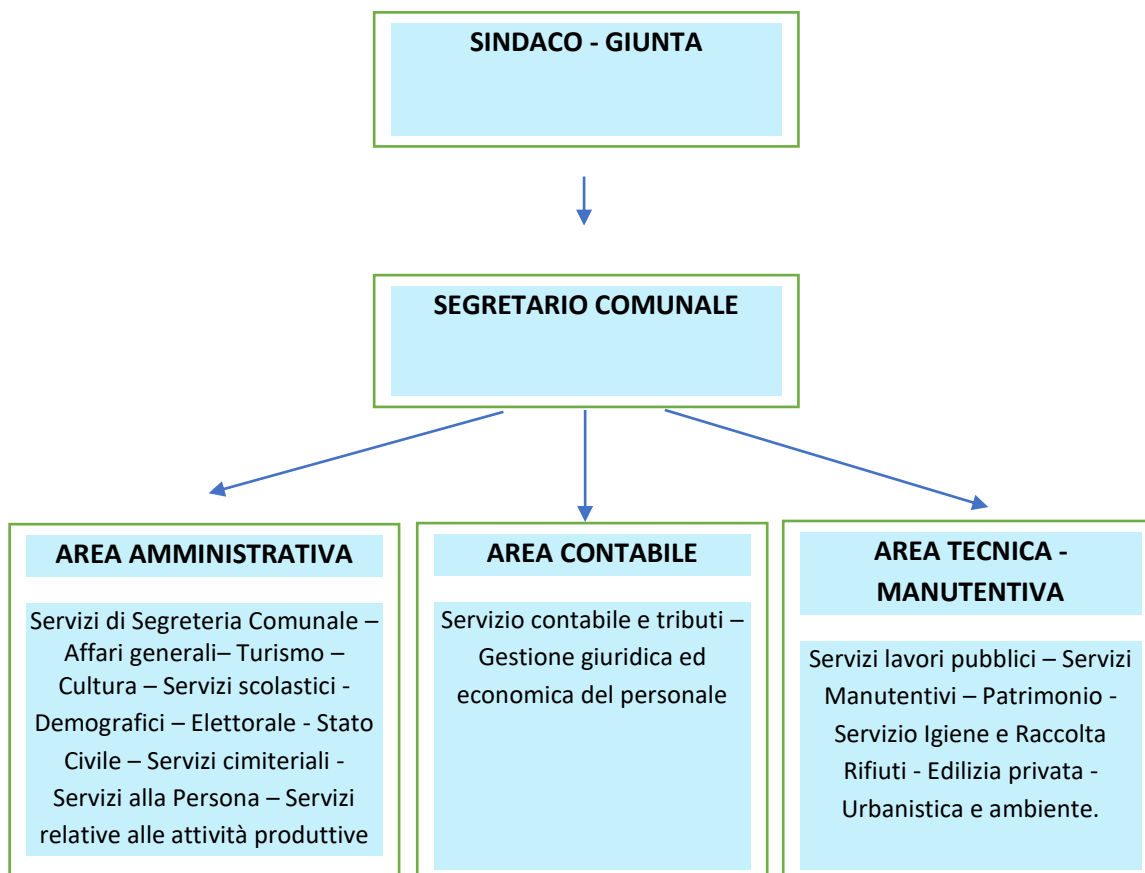 SINDACO - GIUNTA
SEGRETARIO COMUNALE
AREA AMMINISTRATIVA
Servizi di Segreteria Comunale –
Affari generali– Turismo –
Cultura – Servizi scolastici -
Demografici – Elettorale - Stato
Civile – Servizi cimiteriali -
Servizi alla Persona – Servizi
relative alle attività produttive
AREA CONTABILE
Servizio contabile e tributi –
Gestione giuridica ed
economica del personale
AREA TECNICA -
MANUTENTIVA
Servizi lavori pubblici – Servizi
Manutentivi – Patrimonio -
Servizio Igiene e Raccolta
Rifiuti - Edilizia privata -
Urbanistica e ambiente.